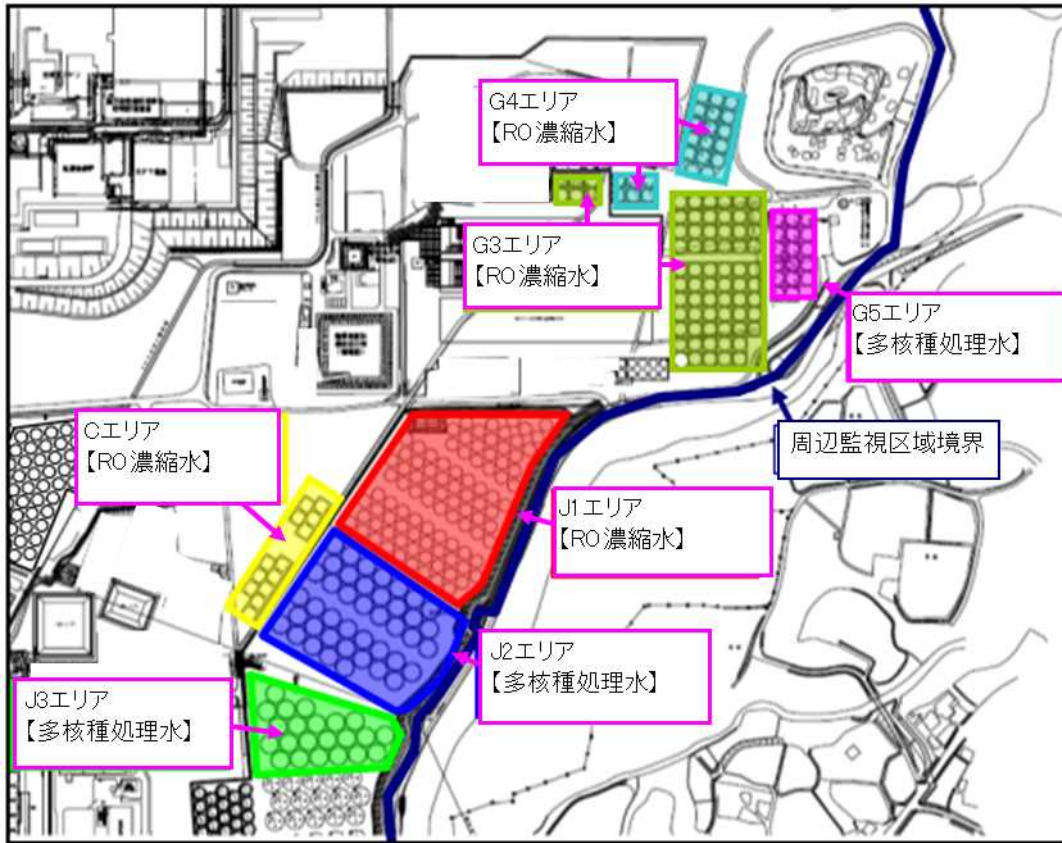 G4エリア
【RO濃縮水】
G3エリア
【RO濃縮水】
G5エリア
【多核種処理水】
Cエリア
【RO濃縮水】
周辺監視区域境界
J1エリア
【RO濃縮水】
J2エリア
【多核種処理水】
J3エリア
【多核種処理水】